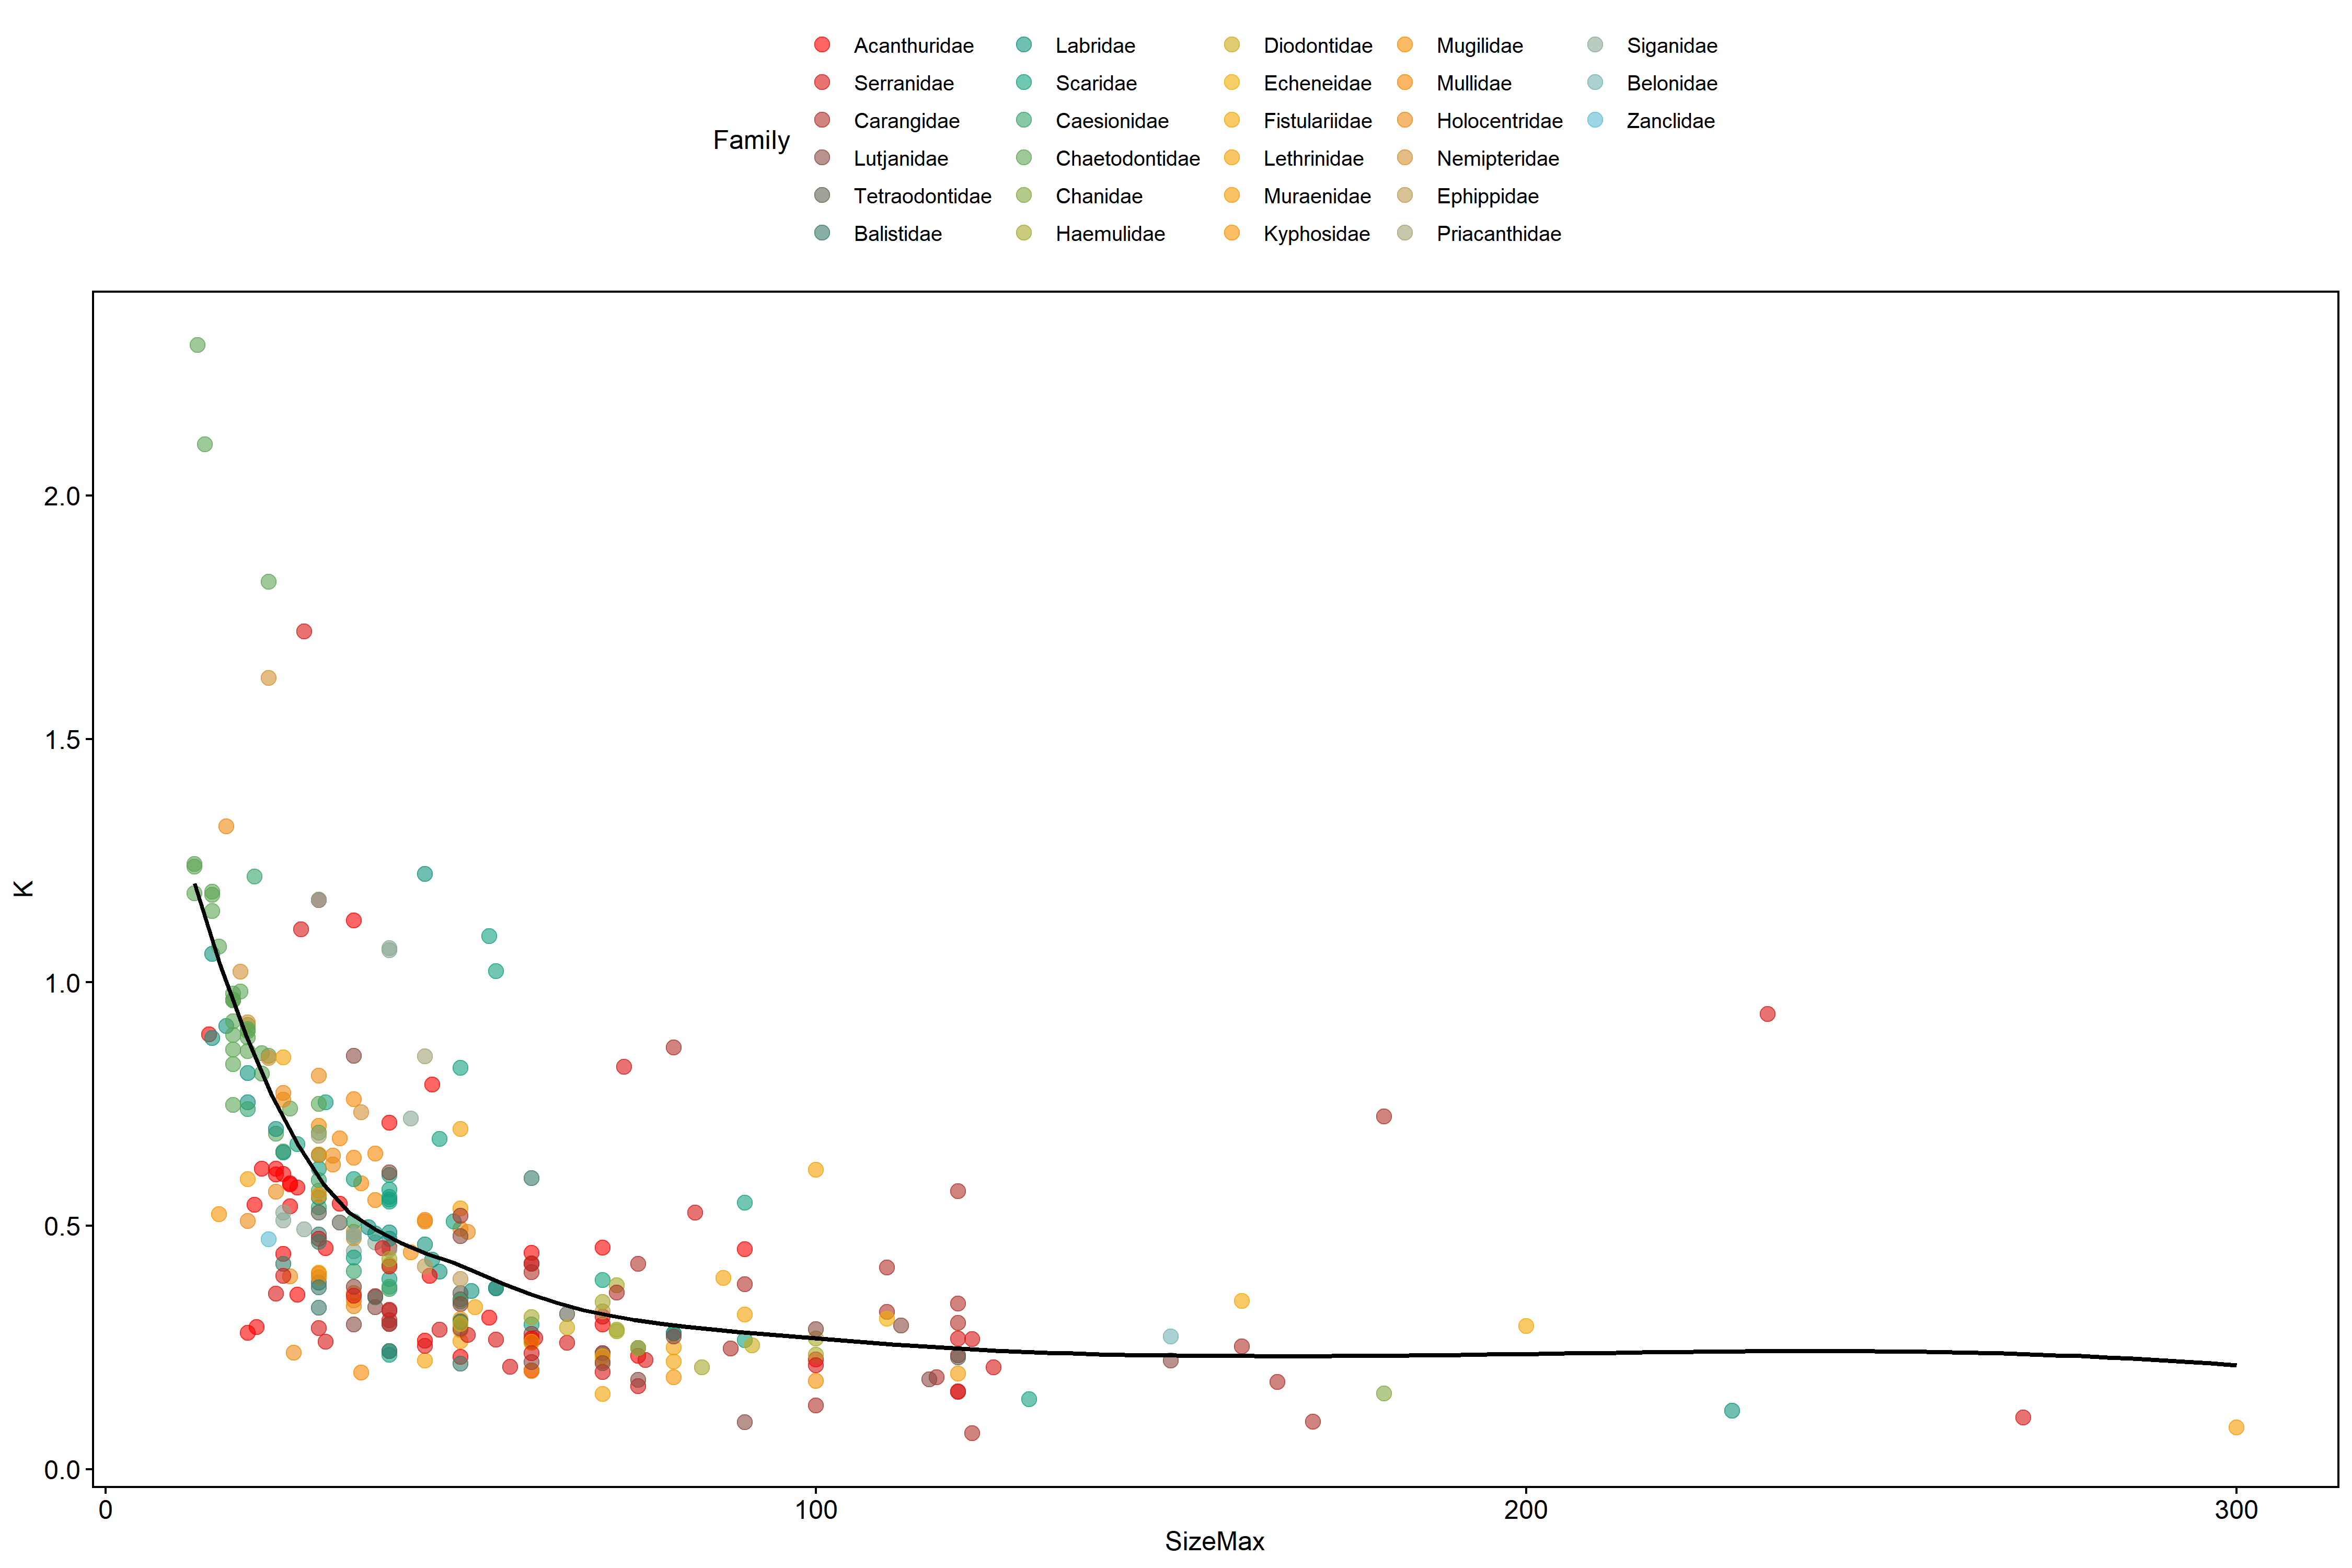 Family
Acanthuridae
Serranidae
Carangidae
Lutjanidae
Tetraodontidae
Balistidae
Labridae
Scaridae
Caesionidae
Chaetodontidae
Chanidae
Haemulidae
Diodontidae
Echeneidae
Fistulariidae
Lethrinidae
Muraenidae
Kyphosidae
Mugilidae
Mullidae
Holocentridae
Nemipteridae
Ephippidae
Priacanthidae
Siganidae
Belonidae
Zanclidae
K
2.0
1.5
1.0
0.5
0.0
0 100 200 300
SizeMax